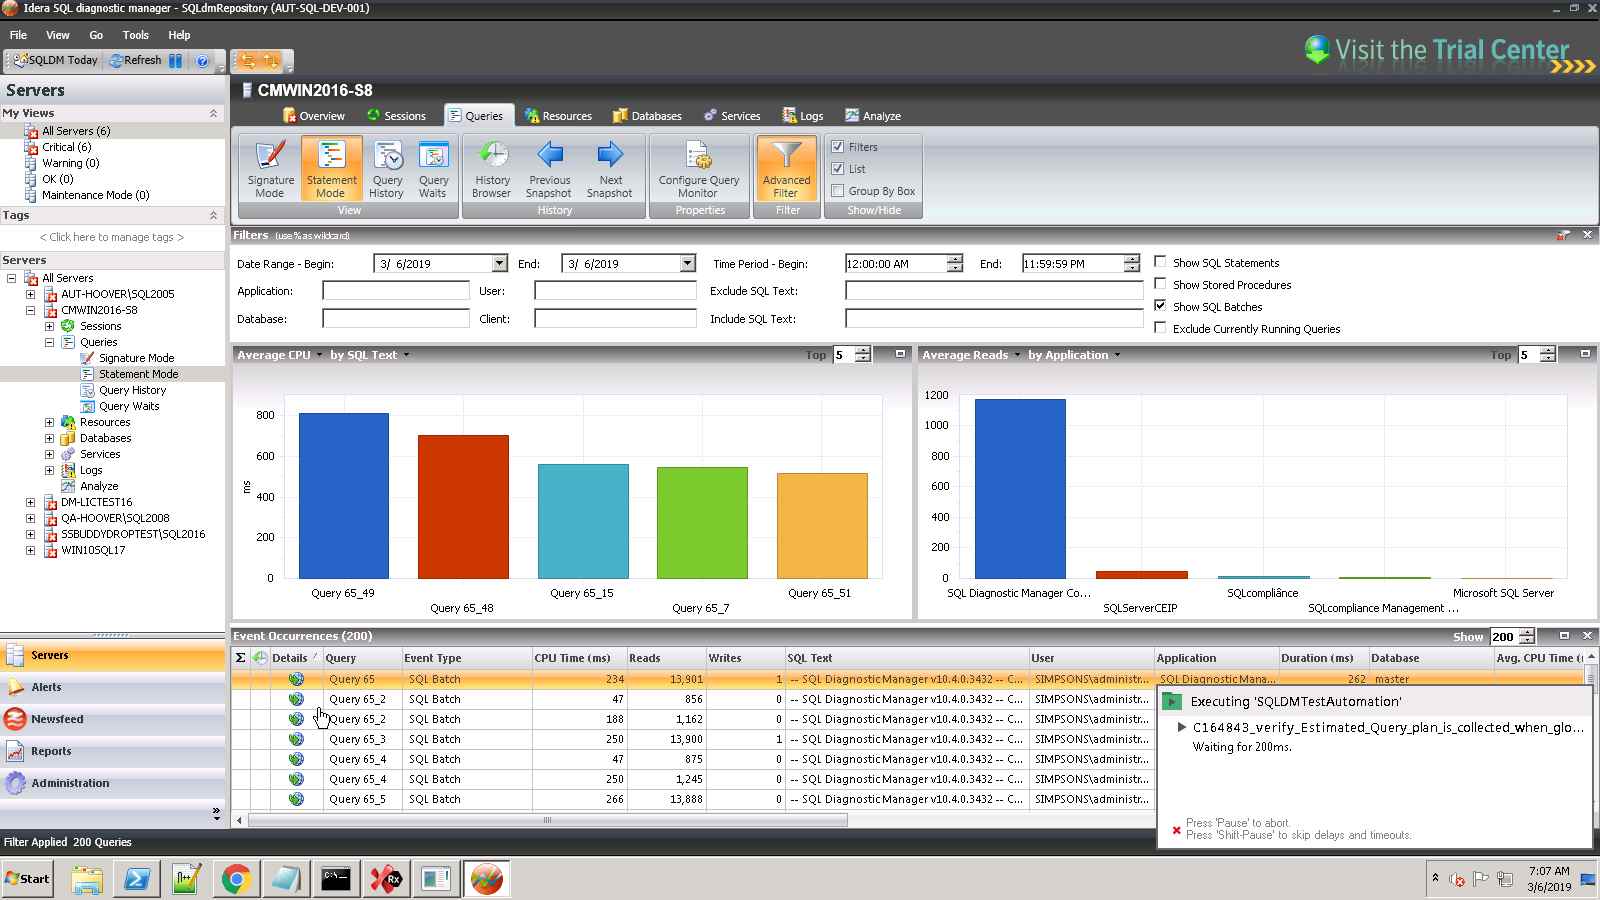 Idera SQL diagnostic manager - SQLdmRepository (AUT-SQL-DEV-001)
File View Go Tools Help
SQLDM Today Refresh
Visit the Trial Center
Servers
My Views
All Servers (6)
Critical (6)
Warning (0)
OK (0)
Maintenance Mode (0)
Tags
< Click here to manage tags >
Servers
All Servers
AUT-HOOVER\SQL2005
CMWIN2016-S8
Sessions
Queries
Signature Mode
Statement Mode
Query History
Query Waits
Resources
Databases
Services
Logs
Analyze
DM-LICTEST16
QA-HOOVER\SQL2008
SSBUDDYDROPTEST\SQL2016
WIN10SQL17
Servers
Alerts
Newsfeed
Reports
Administration
CMWIN2016-S8
Overview Sessions Queries Resources Databases Services Logs Analyze
Signature Mode
Statement Mode
Query History
Query Waits
View
History Browser
Previous Snapshot
Next Snapshot
History
Configure Query Monitor
Properties
Advanced Filter
Filter
Filters
List
Group By Box
Show/Hide
Filters (use % as wildcard)
Date Range - Begin: 3/ 6/2019 End: 3/ 6/2019 Time Period - Begin: 12:00:00 AM End: 11:59:59 PM Show SQL Statements
Show Stored Procedures
Application: User: Exclude SQL Text:
Show SQL Batches
Database: Client: Include SQL Text:
Exclude Currently Running Queries
Average CPU by SQL Text Top 5
800
600
400
200
0
ms
Query 65_49 Query 65_48 Query 65_15 Query 65_7 Query 65_51
Average Reads by Application Top 5
1200
1000
800
600
400
200
0
SQL Diagnostic Manager Co... SQLServerCEIP SQLcompliance SQLcompliance Management ... Microsoft SQL Server
Event Occurrences (200) Show 200
Σ Details Query Event Type CPU Time (ms) Reads Writes SQL Text User Application Duration (ms) Database Avg. CPU Time (
Query 65 SQL Batch 234 13,901 1 -- SQL Diagnostic Manager v10.4.0.3432 -- C... SIMPSONS\administr... SQL Diagnostic Mana... 262 master
Query 65_2 SQL Batch 47 856 0 -- SQL Diagnostic Manager v10.4.0.3432 -- C... SIMPSONS\administr...
Query 65_2 SQL Batch 188 1,162 0 -- SQL Diagnostic Manager v10.4.0.3432 -- C... SIMPSONS\administr...
Query 65_3 SQL Batch 250 13,900 1 -- SQL Diagnostic Manager v10.4.0.3432 -- C... SIMPSONS\administr...
Query 65_4 SQL Batch 47 875 0 -- SQL Diagnostic Manager v10.4.0.3432 -- C... SIMPSONS\administr...
Query 65_4 SQL Batch 250 1,245 0 -- SQL Diagnostic Manager v10.4.0.3432 -- C... SIMPSONS\administr...
Query 65_5 SQL Batch 266 13,888 0 -- SQL Diagnostic Manager v10.4.0.3432 -- C... SIMPSONS\administr...
Executing 'SQLDMTestAutomation'
C164843_verify_Estimated_Query_plan_is_collected_when_glo...
Waiting for 200ms.
Press 'Pause' to abort.
Press 'Shift-Pause' to skip delays and timeouts.
Filter Applied 200 Queries
Start
C:\
Rx
7:07 AM
3/6/2019